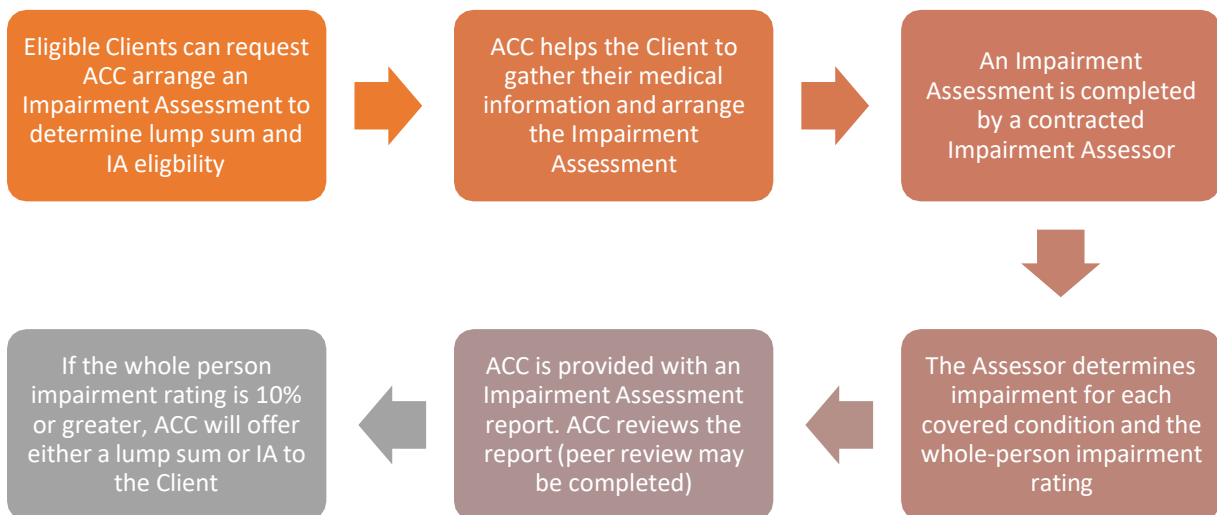 Eligible Clients can request
ACC arrange an
Impairment Assessment to
determine lump sum and
IA eligbility
ACC helps the Client to
gather their medical
information and arrange
the Impairment
Assessment
An Impairment
Assessment is completed
by a contracted
Impairment Assessor
The Assessor determines
impairment for each
covered condition and the
whole-person impairment
rating
ACC is provided with an
Impairment Assessment
report. ACC reviews the
report (peer review may
be completed)
If the whole person
impairment rating is 10%
or greater, ACC will offer
either a lump sum or IA to
the Client